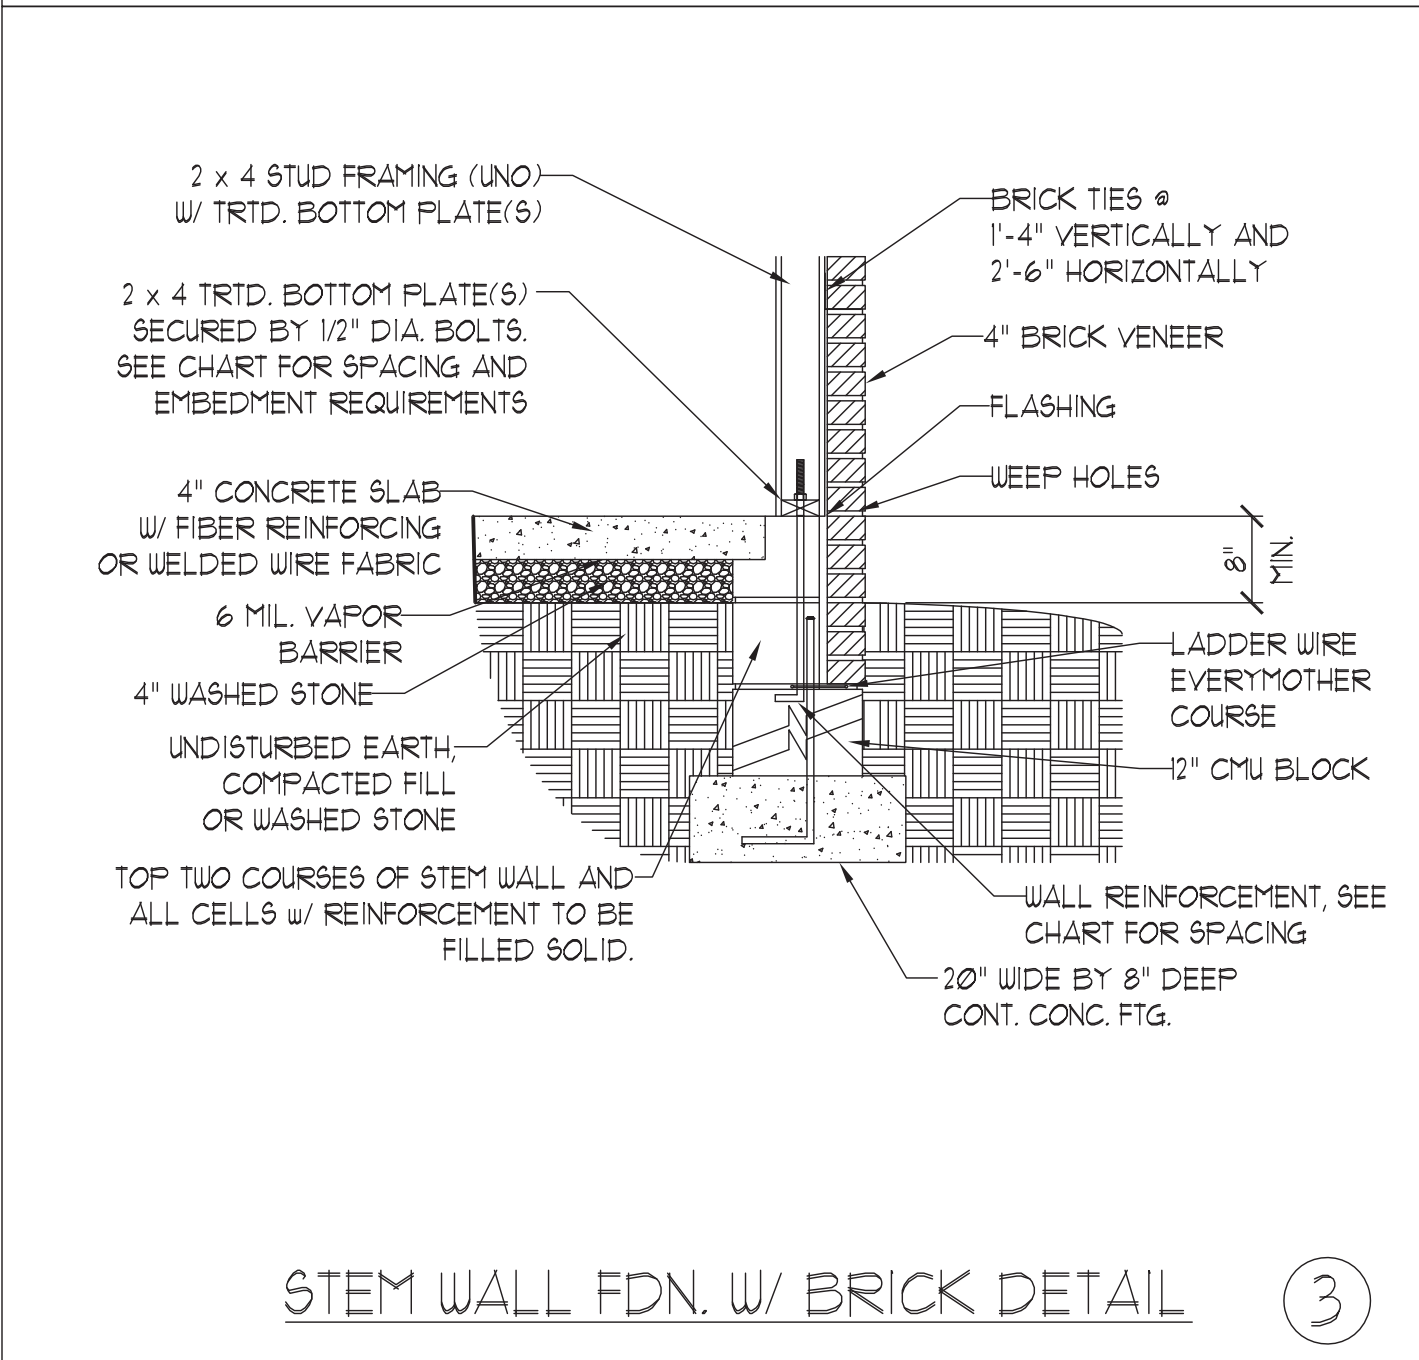 2 x 4 STUD FRAMING (UNO)
W/ TRTD. BOTTOM PLATE(S)
2 x 4 TRTD. BOTTOM PLATE(S)
SECURED BY 1/2" DIA. BOLTS.
SEE CHART FOR SPACING AND
EMBEDMENT REQUIREMENTS
4" CONCRETE SLAB
W/ FIBER REINFORCING
OR WELDED WIRE FABRIC
6 MIL. VAPOR
BARRIER
4" WASHED STONE
UNDISTURBED EARTH,
COMPACTED FILL
OR WASHED STONE
TOP TWO COURSES OF STEM WALL AND
ALL CELLS w/ REINFORCEMENT TO BE
FILLED SOLID.
BRICK TIES @
1'-4" VERTICALLY AND
2'-6" HORIZONTALLY
4" BRICK VENEER
FLASHING
WEEP HOLES
8"
MIN.
LADDER WIRE
EVERYMOTHER
COURSE
12" CMU BLOCK
WALL REINFORCEMENT, SEE
CHART FOR SPACING
20" WIDE BY 8" DEEP
CONT. CONC. FTG.
STEM WALL FDN. W/ BRICK DETAIL
3